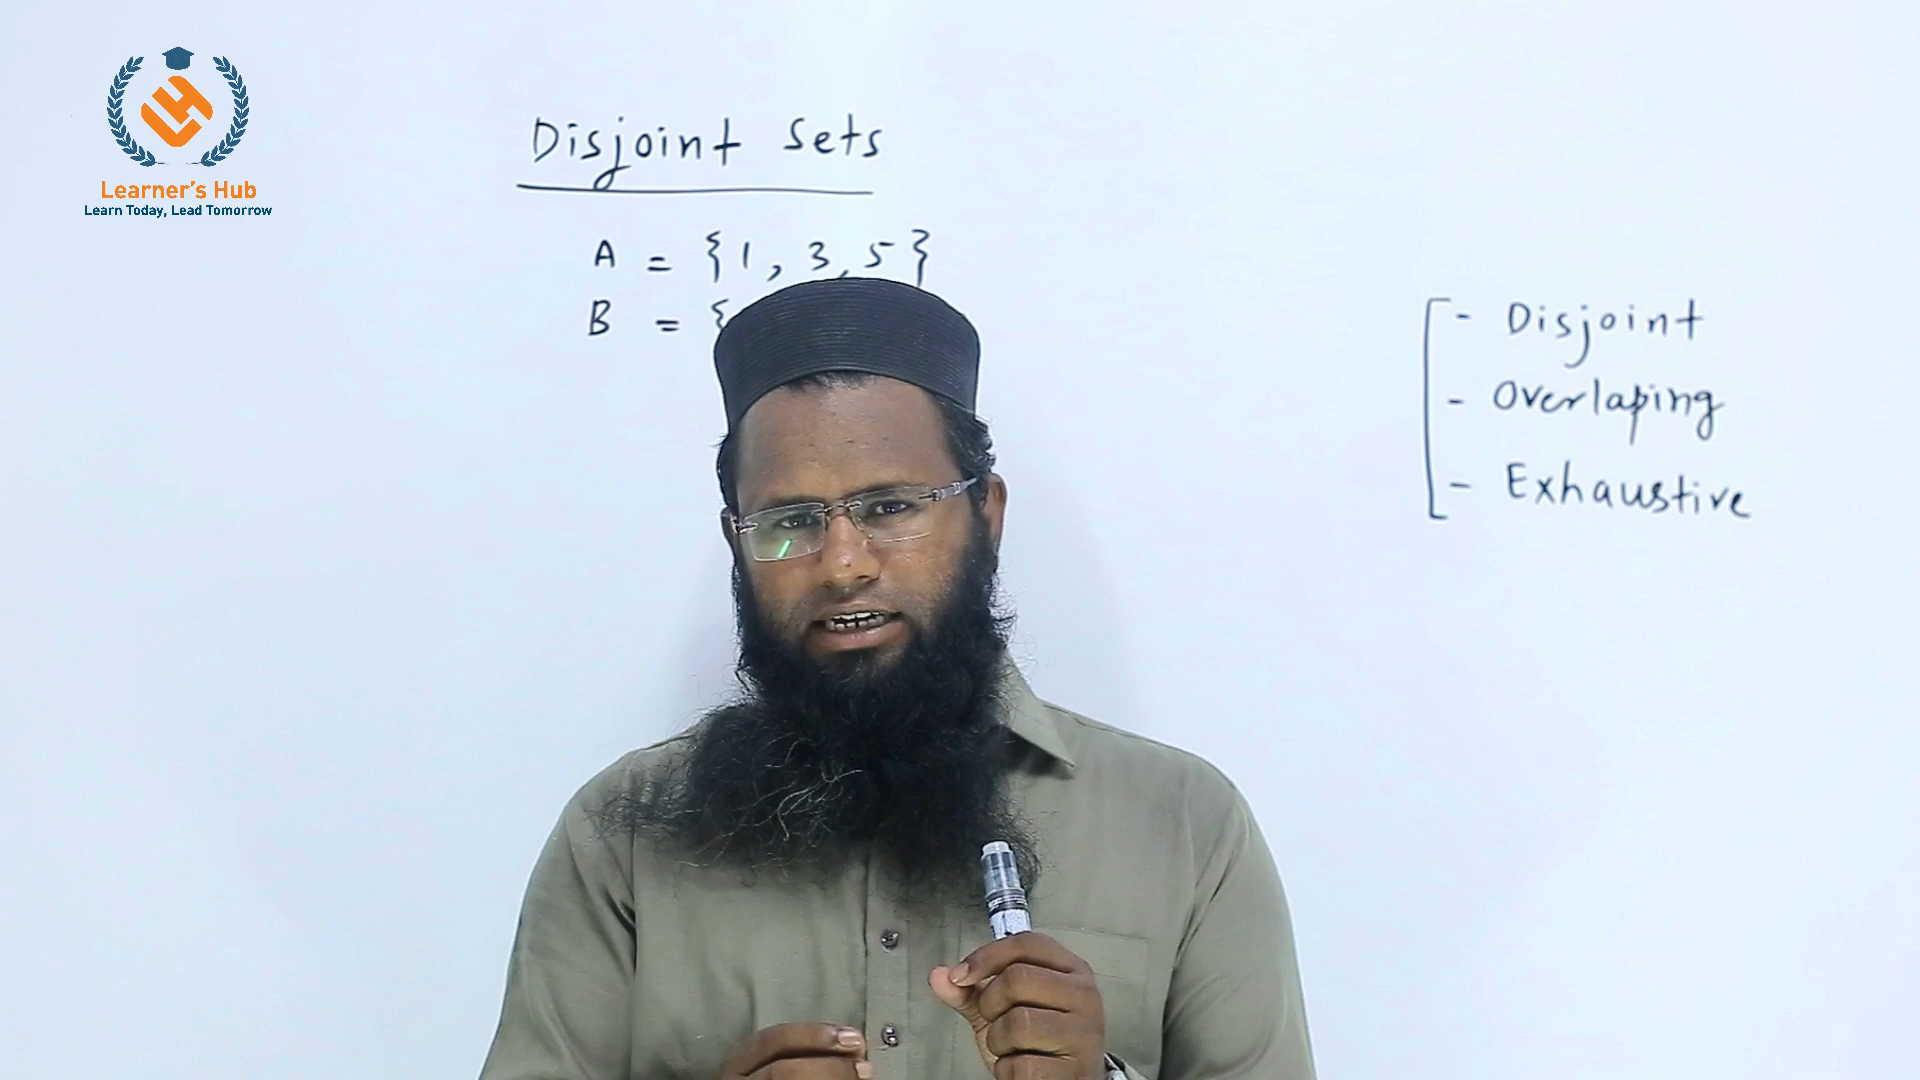 Learner's Hub
Learn Today, Lead Tomorrow
Disjoint Sets
A = {1, 3, 5}
B = {
- Disjoint
- Overlaping
- Exhaustive